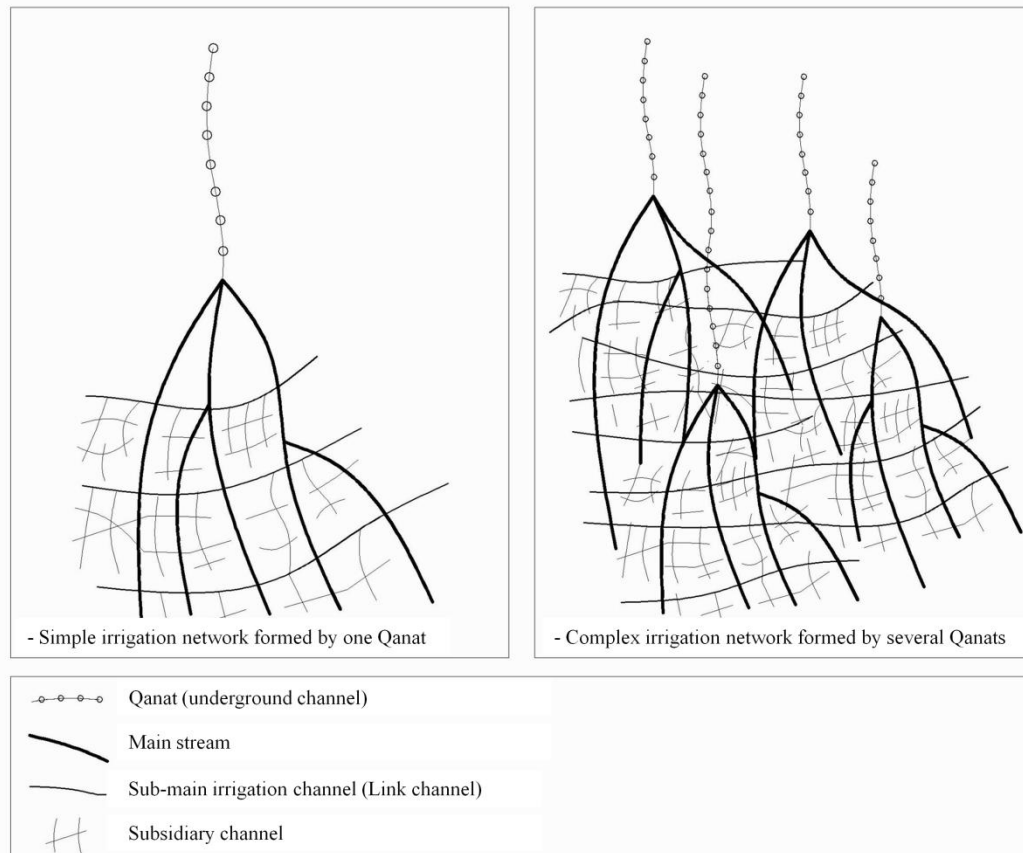 - Simple irrigation network formed by one Qanat
- Complex irrigation network formed by several Qanats
Qanat (underground channel)
Main stream
Sub-main irrigation channel (Link channel)
Subsidiary channel